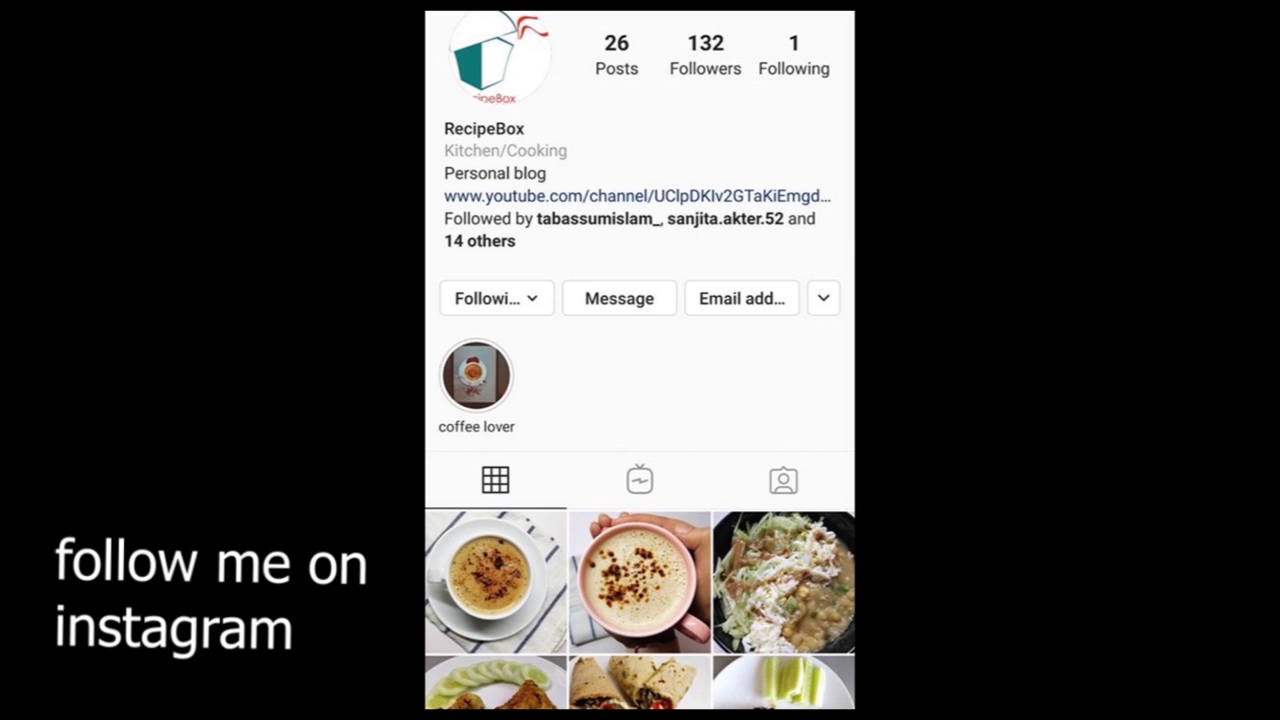 26
132
1
Posts
Followers
Following
RecipeBox
Kitchen/Cooking
Personal blog
www.youtube.com/channel/UClpDKIv2GTaKiEmgd...
Followed by tabassumislam_, sanjita.akter.52 and
14 others
Followi...
Message
Email add...
coffee lover
follow me on
instagram